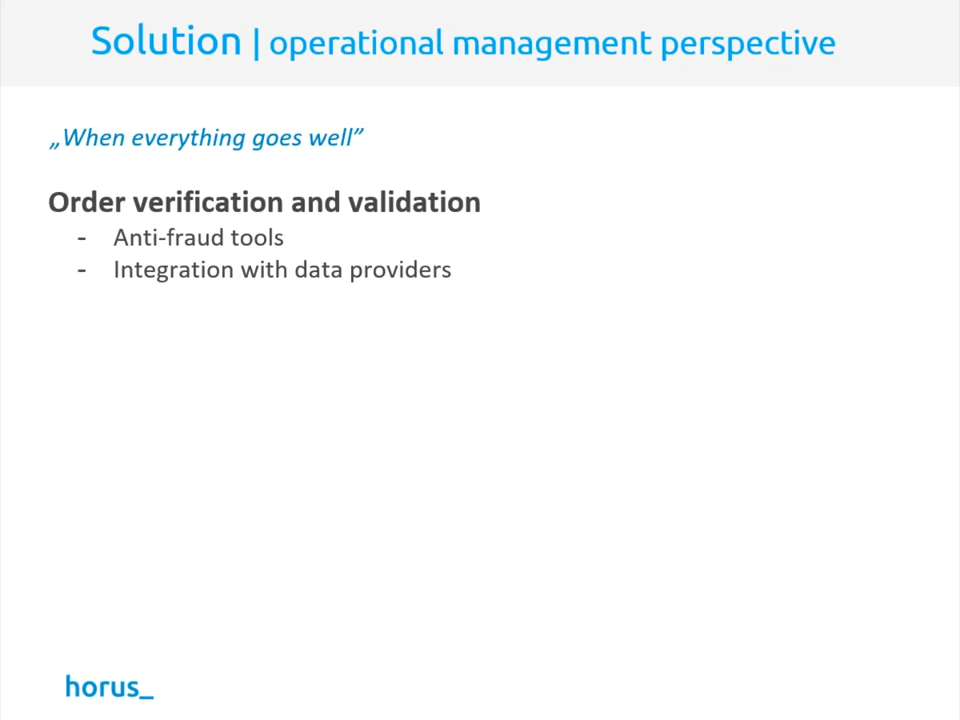 Solution | operational management perspective
„When everything goes well”
Order verification and validation
- Anti-fraud tools
- Integration with data providers
horus_